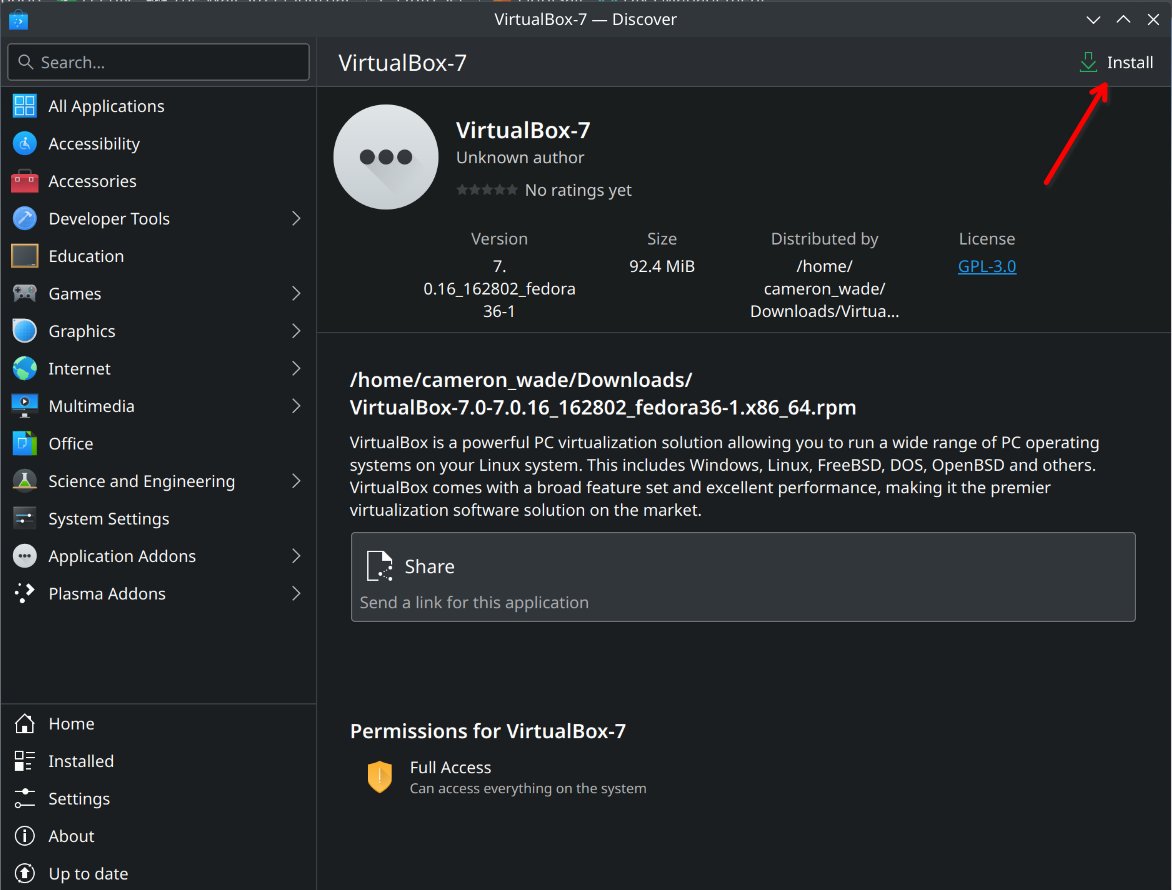 VirtualBox-7 — Discover
Search...
VirtualBox-7
Install
All Applications
Accessibility
Accessories
Developer Tools
Education
Games
Graphics
Internet
Multimedia
Office
Science and Engineering
System Settings
Application Addons
Plasma Addons
Home
Installed
Settings
About
Up to date
VirtualBox-7
Unknown author
No ratings yet
Version
7.
0.16_162802_fedora
36-1
Size
92.4 MiB
Distributed by
/home/
cameron_wade/
Downloads/Virtua...
License
GPL-3.0
/home/cameron_wade/Downloads/
VirtualBox-7.0-7.0.16_162802_fedora36-1.x86_64.rpm
VirtualBox is a powerful PC virtualization solution allowing you to run a wide range of PC operating
systems on your Linux system. This includes Windows, Linux, FreeBSD, DOS, OpenBSD and others.
VirtualBox comes with a broad feature set and excellent performance, making it the premier
virtualization software solution on the market.
Share
Send a link for this application
Permissions for VirtualBox-7
Full Access
Can access everything on the system